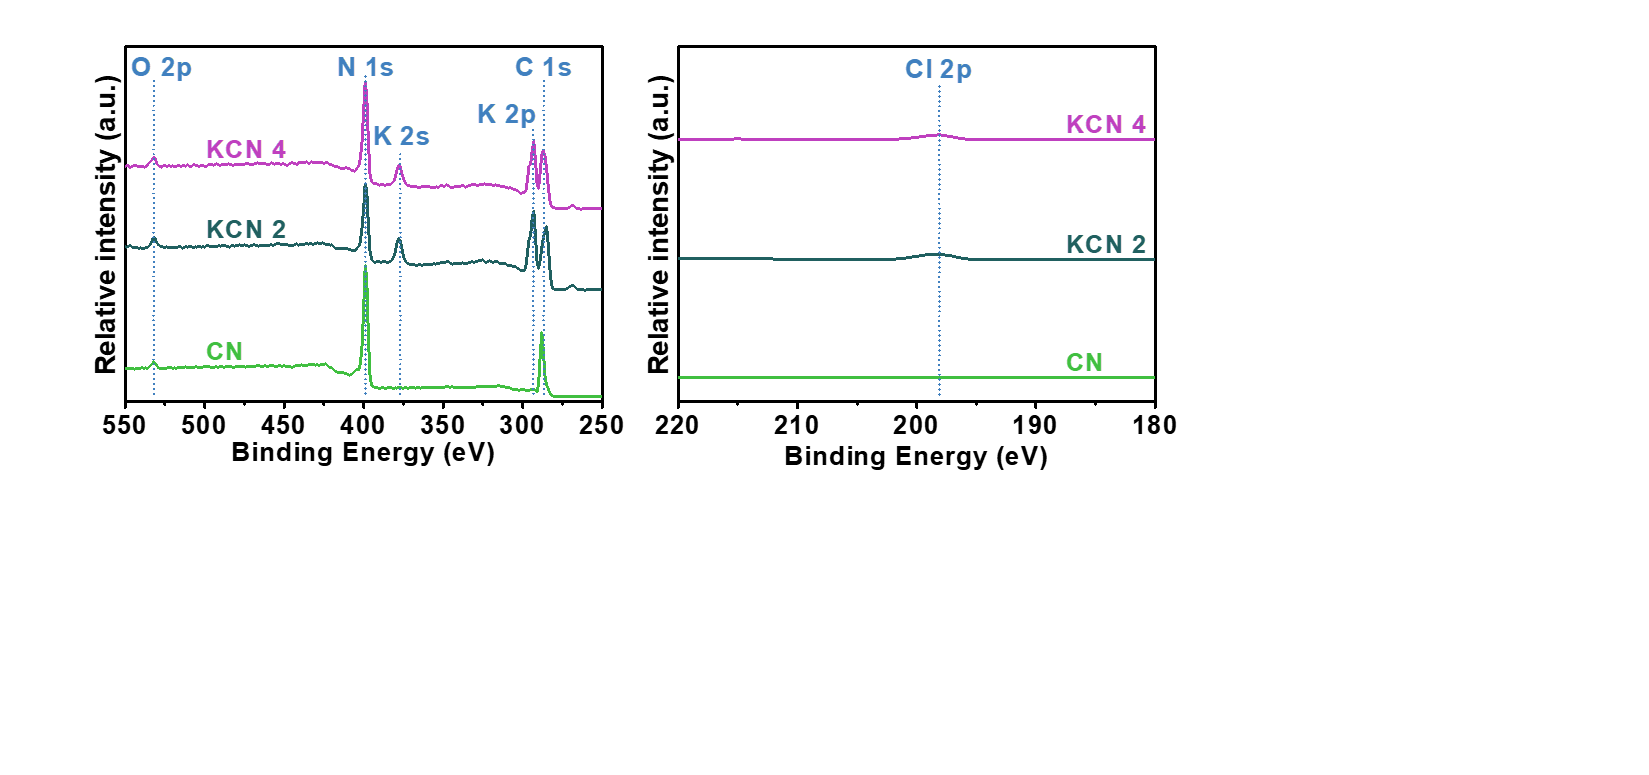 O 2p
N 1s
C 1s
K 2p
K 2s
KCN 4
KCN 2
CN
Relative intensity (a.u.)
550 500 450 400 350 300 250
Binding Energy (eV)
Cl 2p
KCN 4
KCN 2
CN
Relative intensity (a.u.)
220 210 200 190 180
Binding Energy (eV)